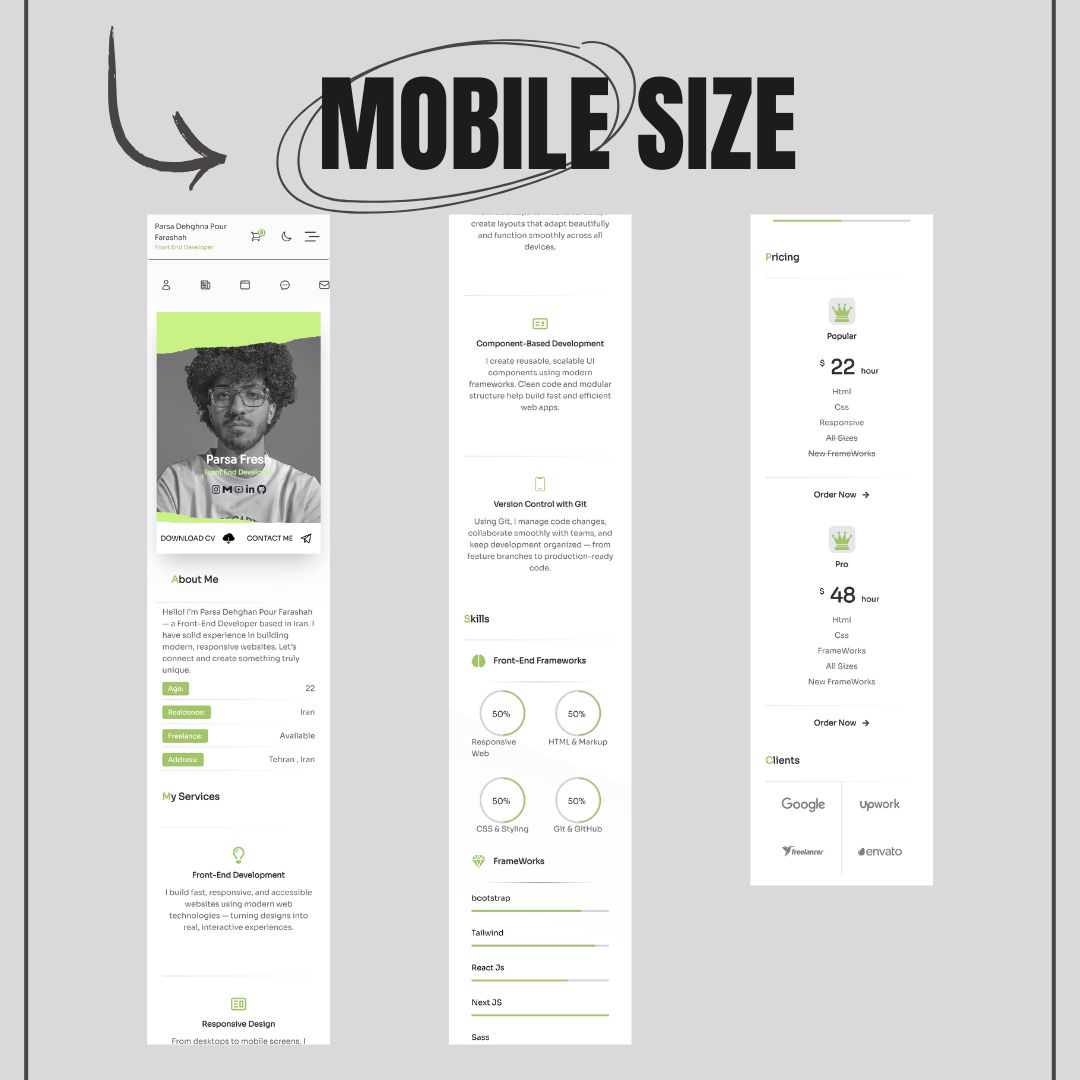 MOBILE SIZE
Parsa Dehghna Pour
Farashah
Front End Developer
0
Parsa Fresh
Front End Developer
DOWNLOAD CV
CONTACT ME
About Me
Hello! I'm Parsa Dehghan Pour Farashah
— a Front-End Developer based in Iran. I
have solid experience in building
modern, responsive websites. Let's
connect and create something truly
unique.
Age: 22
Residence: Iran
Freelance: Available
Address: Tehran , Iran
My Services
Front-End Development
I build fast, responsive, and accessible
websites using modern web
technologies — turning designs into
real, interactive experiences.
Responsive Design
From desktops to mobile screens, I
create layouts that adapt beautifully
and function smoothly across all
devices.
Component-Based Development
I create reusable, scalable UI
components using modern
frameworks. Clean code and modular
structure help build fast and efficient
web apps.
Version Control with Git
Using Git, I manage code changes,
collaborate smoothly with teams, and
keep development organized — from
feature branches to production-ready
code.
Skills
Front-End Frameworks
50% 50%
Responsive
Web
HTML & Markup
50% 50%
CSS & Styling Git & GitHub
FrameWorks
bootstrap
Tailwind
React Js
Next JS
Sass
Pricing
Popular
$ 22 hour
Html
Css
Responsive
All Sizes
New FrameWorks
Order Now
Pro
$ 48 hour
Html
Css
FrameWorks
All Sizes
New FrameWorks
Order Now
Clients
Google Upwork
freelancer envato